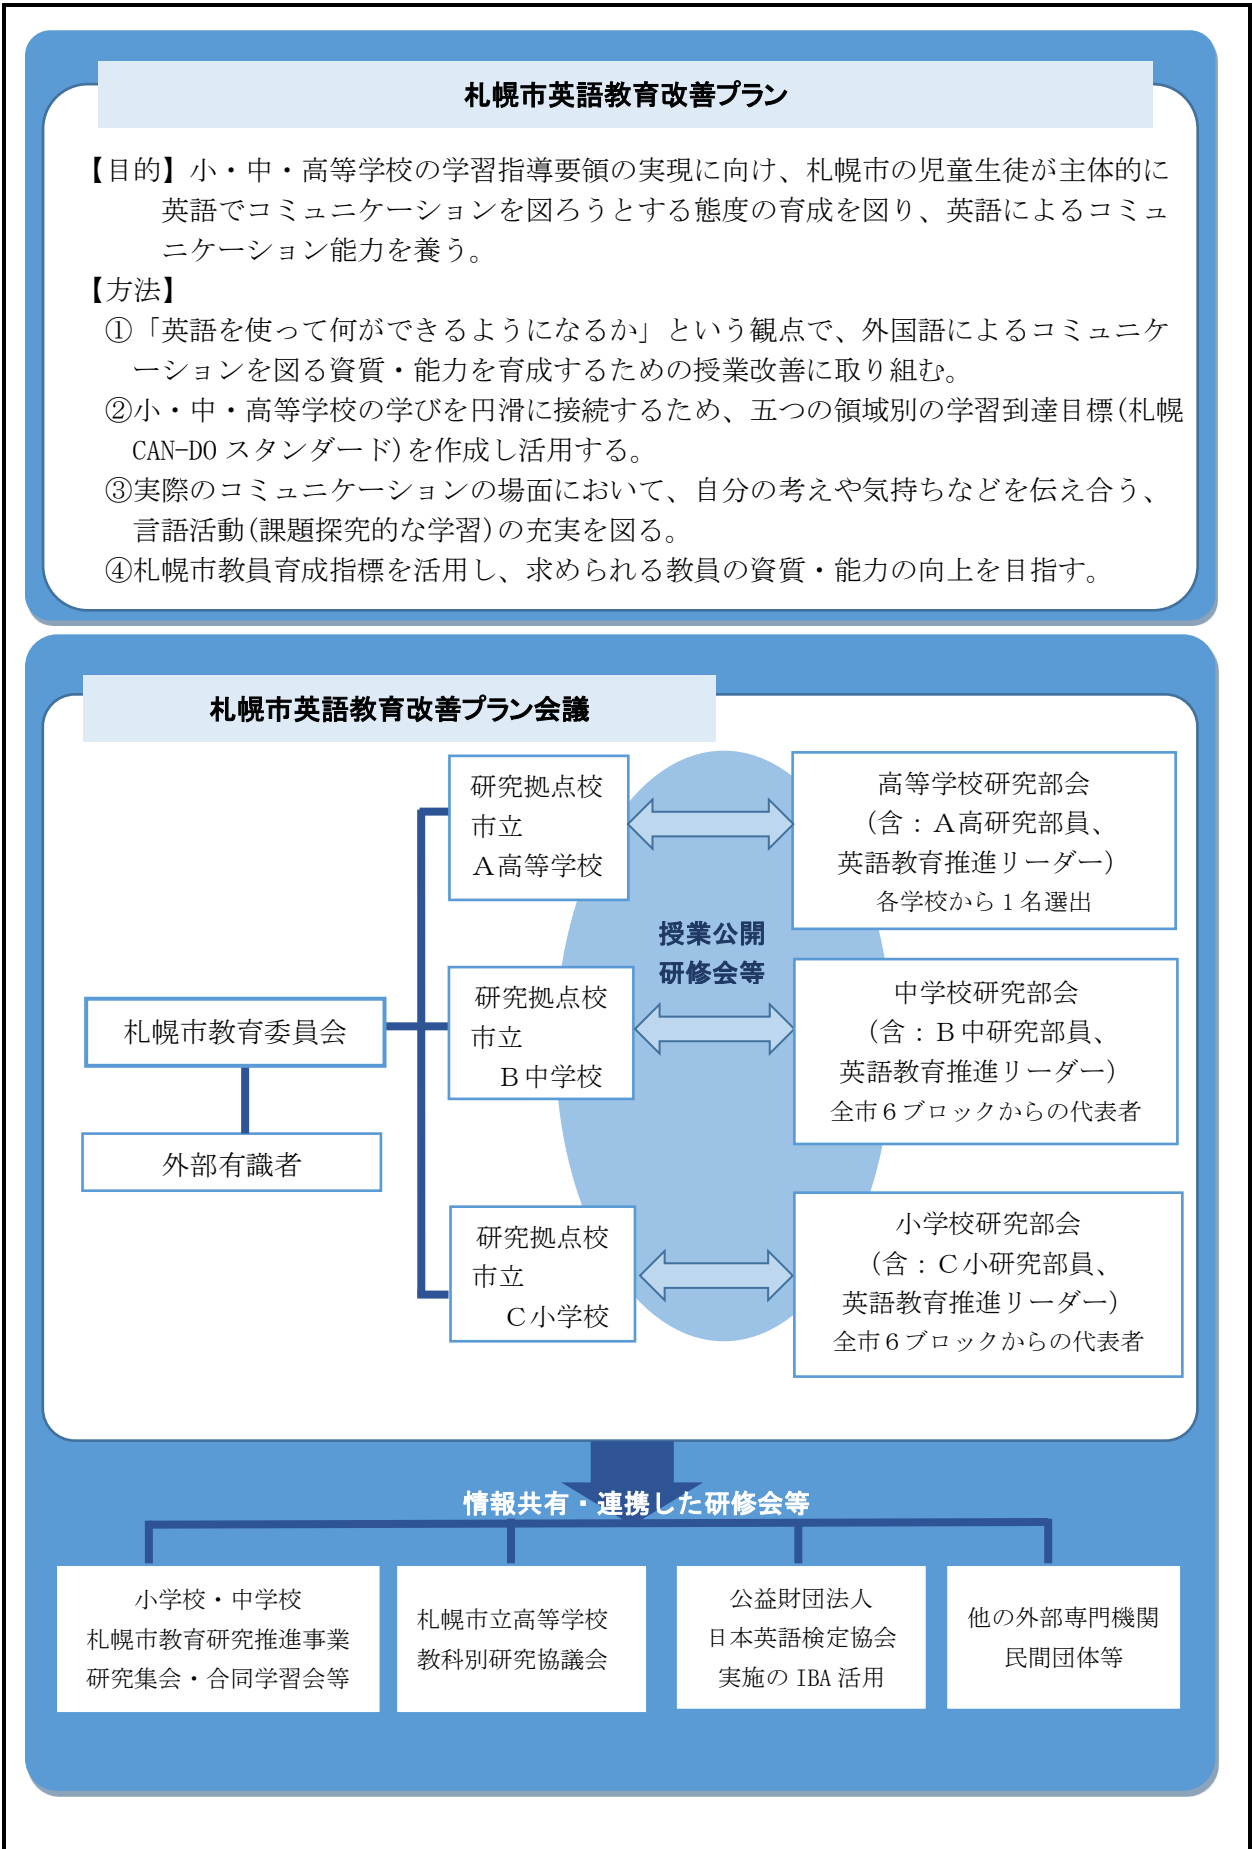 札幌市英語教育改善プラン
【目的】小・中・高等学校の学習指導要領の実現に向け、札幌市の児童生徒が主体的に
英語でコミュニケーションを図ろうとする態度の育成を図り、英語によるコミュ
ニケーション能力を養う。
【方法】
①「英語を使って何ができるようになるか」という観点で、外国語によるコミュニケ
ーションを図る資質・能力を育成するための授業改善に取り組む。
②小・中・高等学校の学びを円滑に接続するため、五つの領域別の学習到達目標(札幌
CAN-DO スタンダード)を作成し活用する。
③実際のコミュニケーションの場面において、自分の考えや気持ちなどを伝え合う、
言語活動(課題探究的な学習)の充実を図る。
④札幌市教員育成指標を活用し、求められる教員の資質・能力の向上を目指す。
札幌市英語教育改善プラン会議
研究拠点校
市立
Ａ高等学校
高等学校研究部会
（含：Ａ高研究部員、
英語教育推進リーダー）
各学校から１名選出
授業公開
研修会等
札幌市教育委員会
外部有識者
研究拠点校
市立
Ｂ中学校
中学校研究部会
（含：Ｂ中研究部員、
英語教育推進リーダー）
全市６ブロックからの代表者
研究拠点校
市立
Ｃ小学校
小学校研究部会
（含：Ｃ小研究部員、
英語教育推進リーダー）
全市６ブロックからの代表者
情報共有・連携した研修会等
小学校・中学校
札幌市教育研究推進事業
研究集会・合同学習会等
札幌市立高等学校
教科別研究協議会
公益財団法人
日本英語検定協会
実施の IBA 活用
他の外部専門機関
民間団体等